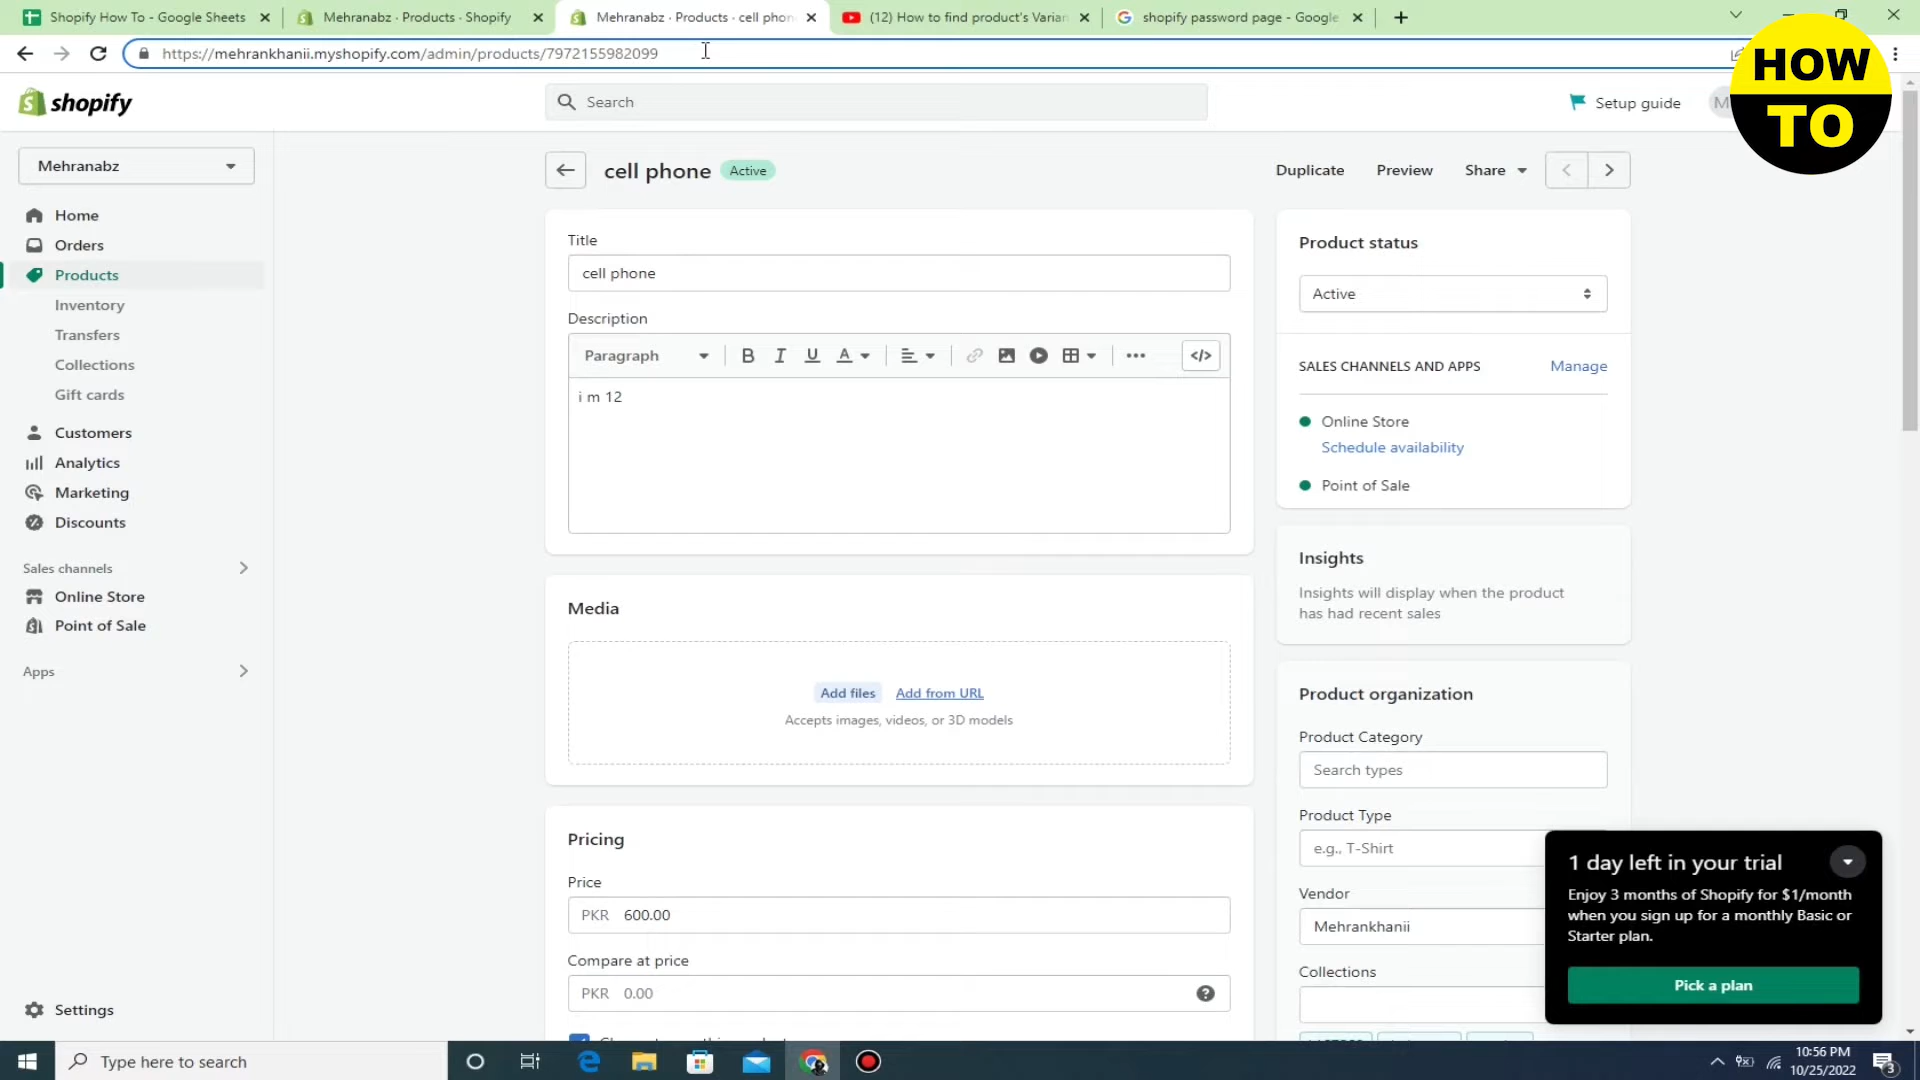 Shopify How To - Google Sheets
Mehranabz · Products · Shopify
Mehranabz · Products · cell phon
(12) How to find product's Varian
shopify password page - Google
https://mehrankhanii.myshopify.com/admin/products/7972155982099
HOW
TO
shopify
Search
Setup guide
M
Mehranabz
cell phone
Active
Duplicate
Preview
Share
Home
Orders
Products
Inventory
Transfers
Collections
Gift cards
Customers
Analytics
Marketing
Discounts
Sales channels
Online Store
Point of Sale
Apps
Settings
Title
cell phone
Description
Paragraph
B I U A
</>
i m 12
Media
Add files
Add from URL
Accepts images, videos, or 3D models
Pricing
Price
PKR 600.00
Compare at price
PKR 0.00
Product status
Active
SALES CHANNELS AND APPS
Manage
Online Store
Schedule availability
Point of Sale
Insights
Insights will display when the product
has had recent sales
Product organization
Product Category
Search types
Product Type
e.g., T-Shirt
Vendor
Mehrankhanii
Collections
1 day left in your trial
Enjoy 3 months of Shopify for $1/month
when you sign up for a monthly Basic or
Starter plan.
Pick a plan
Type here to search
10:56 PM
10/25/2022
3